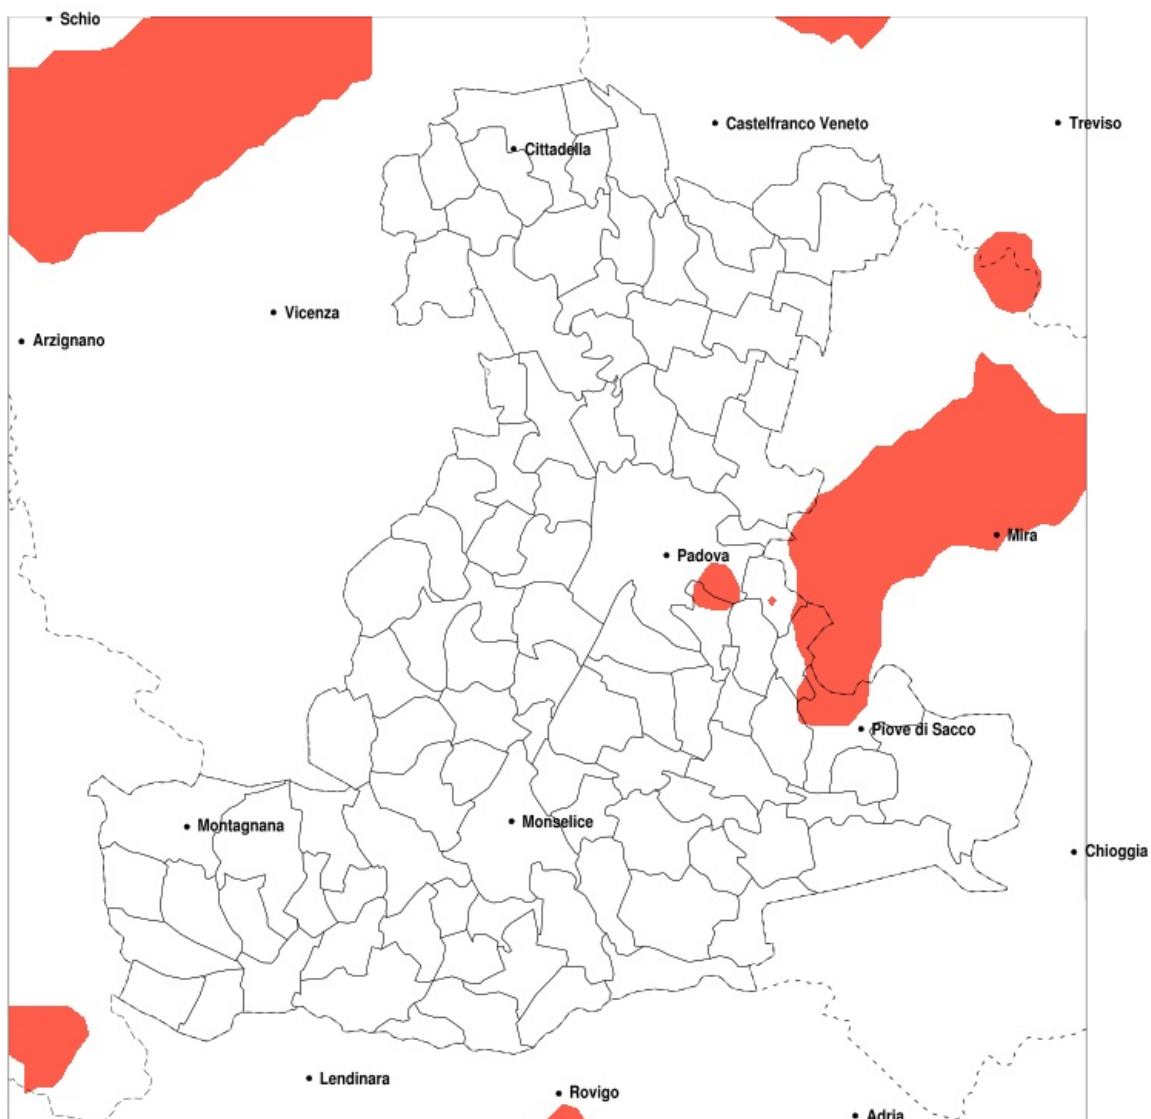 Schio
Castelfranco Veneto
Treviso
Cittadella
Vicenza
Arzignano
Mira
Padova
Piove di Sacco
Montagnana
Monselice
Chioggia
Lendinara
Rovigo
Adria